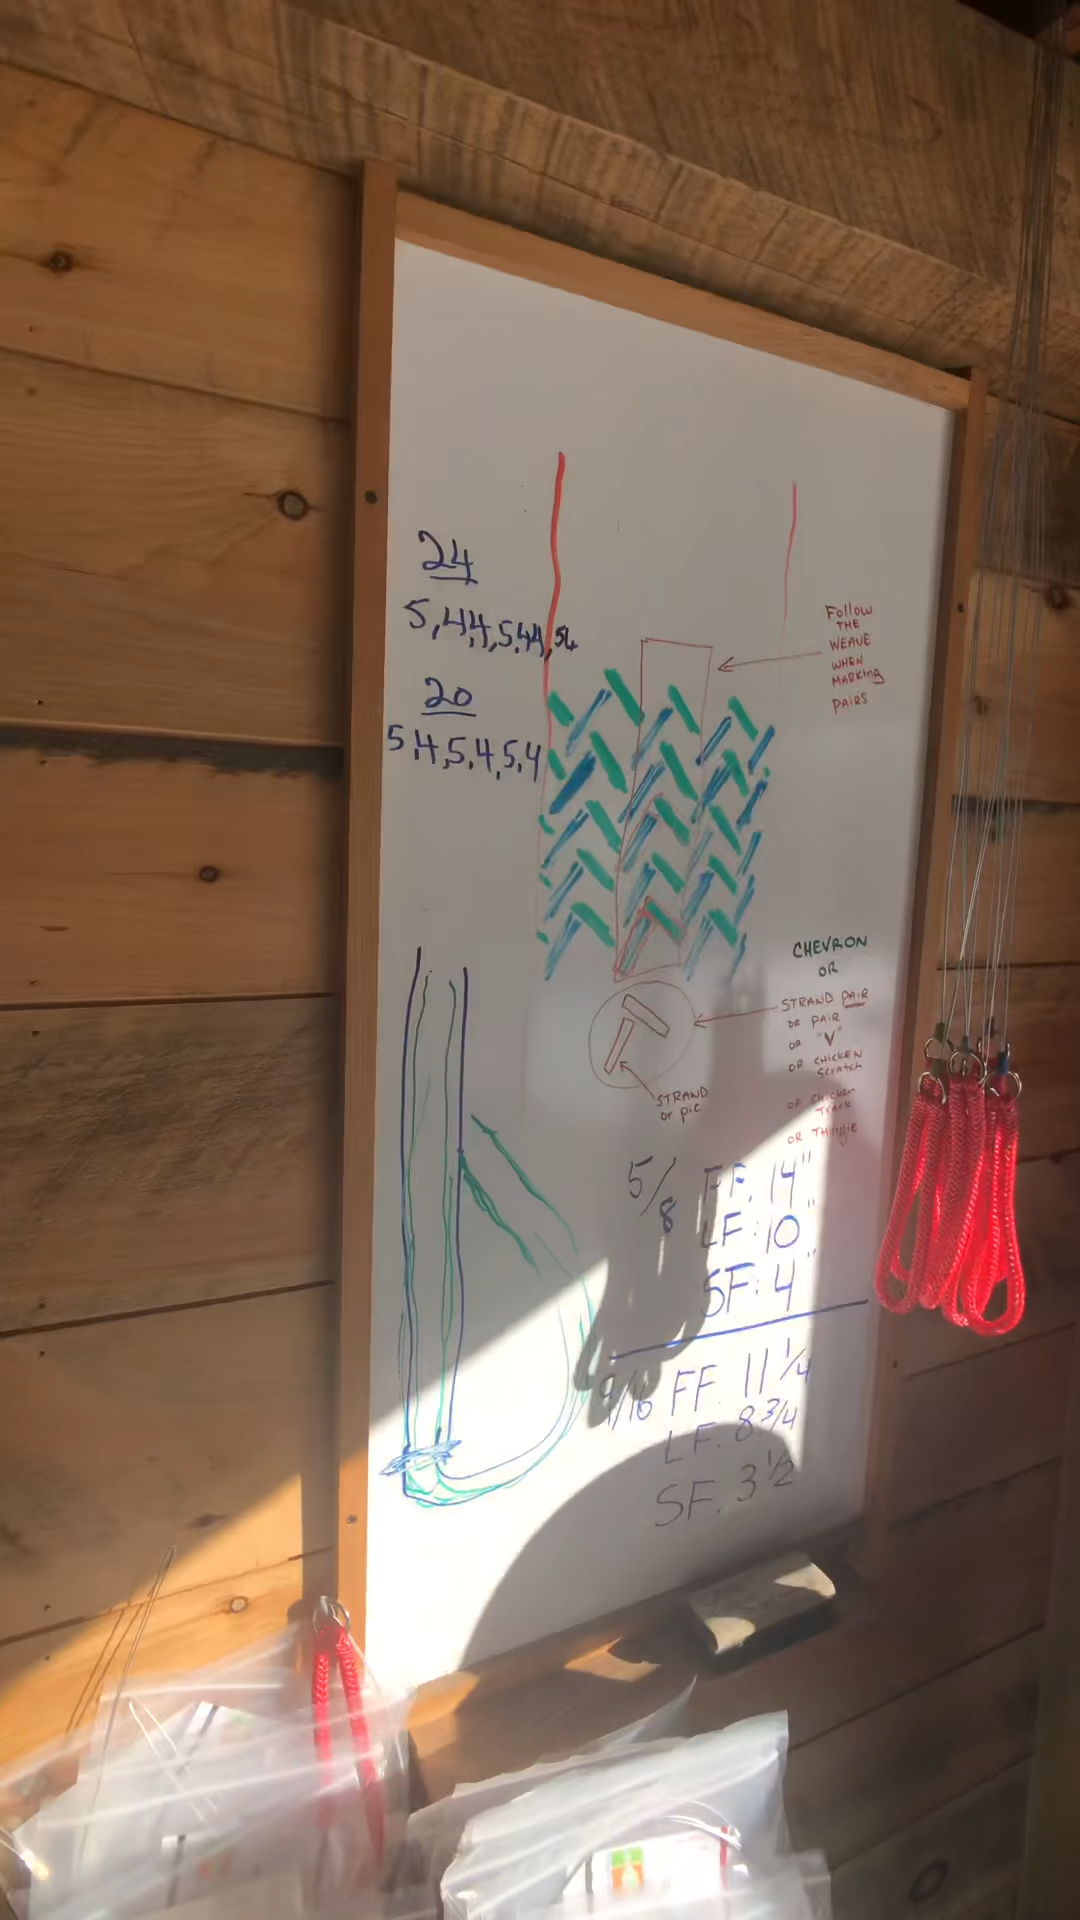 24
5,4,4,5,4,4,54
20
5,4,5,4,5,4
Follow
THE
WEAVE
WHEN
MARKing
PAiRS
CHEVRON
OR
STRAND PAiR
OR PAiR
OR "V"
OR CHICKEN
Scratch
OR CHICKEN
Track
OR THingie
STRAND
or pic
5/8 FF. 14"
LF: 10"
SF: 4"
9/16 FF. 11 1/4
LF. 8 3/4
SF. 3 1/2